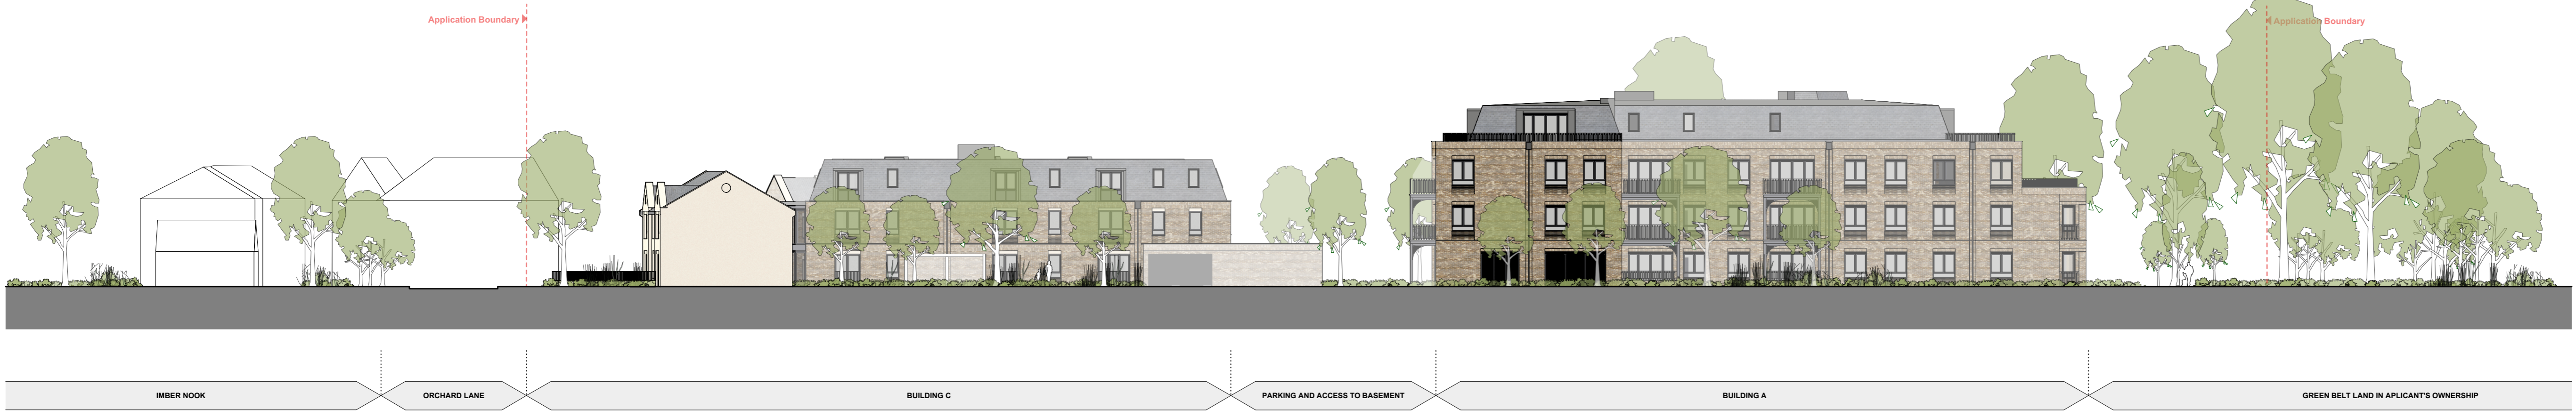 Application Boundary
Application Boundary
IMBER NOOK
ORCHARD LANE
BUILDING C
PARKING AND ACCESS TO BASEMENT
BUILDING A
GREEN BELT LAND IN APLICANT'S OWNERSHIP